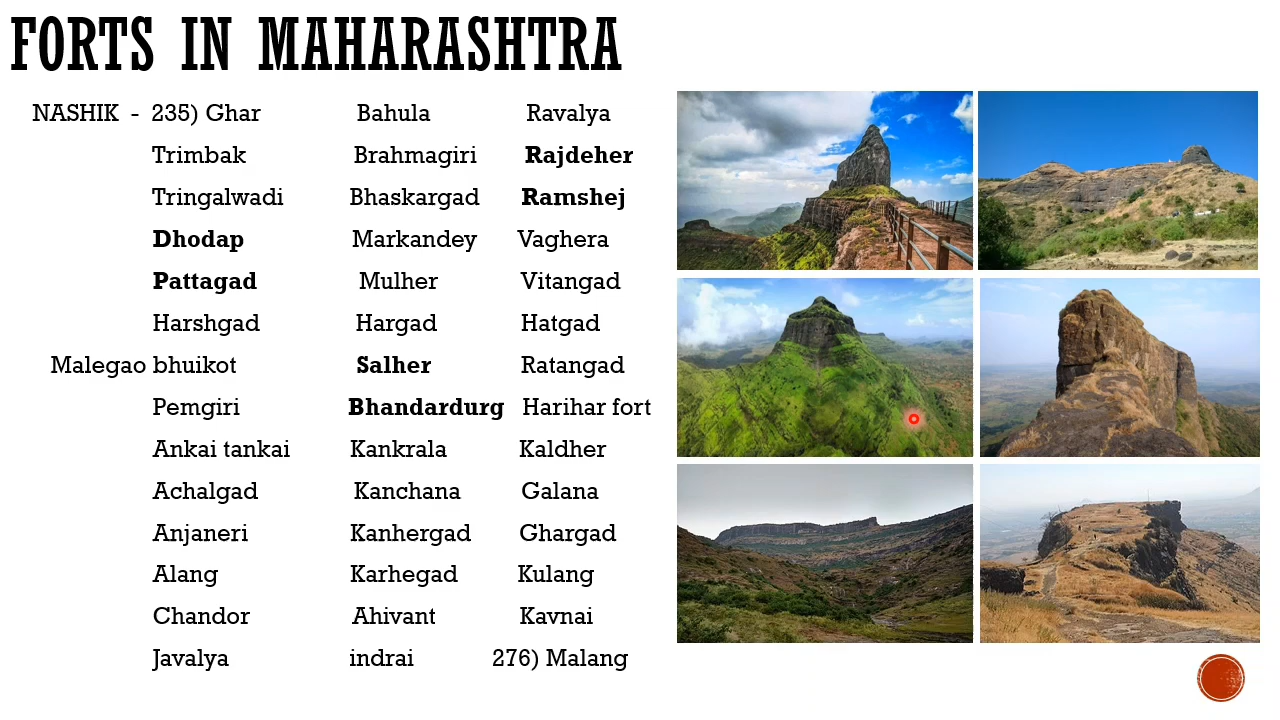 FORTS IN MAHARASHTRA
NASHIK - 235) Ghar Bahula Ravalya
Trimbak Brahmagiri Rajdeher
Tringalwadi Bhaskargad Ramshej
Dhodap Markandey Vaghera
Pattagad Mulher Vitangad
Harshgad Hargad Hatgad
Malegao bhuikot Salher Ratangad
Pemgiri Bhandardurg Harihar fort
Ankai tankai Kankrala Kaldher
Achalgad Kanchana Galana
Anjaneri Kanhergad Ghargad
Alang Karhegad Kulang
Chandor Ahivant Kavnai
Javalya indrai 276) Malang